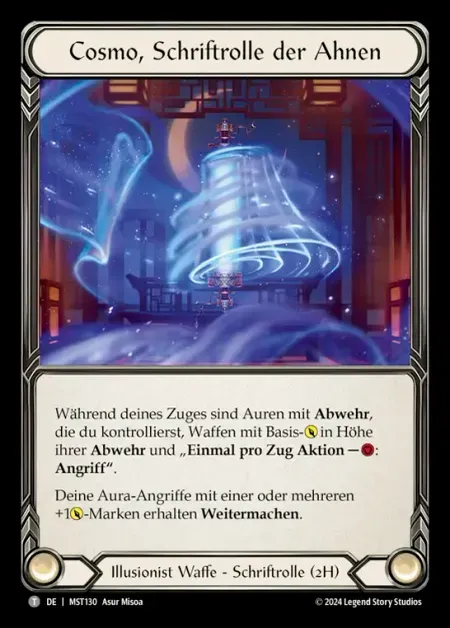 Cosmo, Schriftrolle der Ahnen
Während deines Zuges sind Auren mit Abwehr,
die du kontrollierst, Waffen mit Basis- in Höhe
ihrer Abwehr und „Einmal pro Zug Aktion — :
Angriff“.
Deine Aura-Angriffe mit einer oder mehreren
+1 -Marken erhalten Weitermachen.
Illusionist Waffe - Schriftrolle (2H)
T DE | MST130 Asur Misoa
© 2024 Legend Story Studios